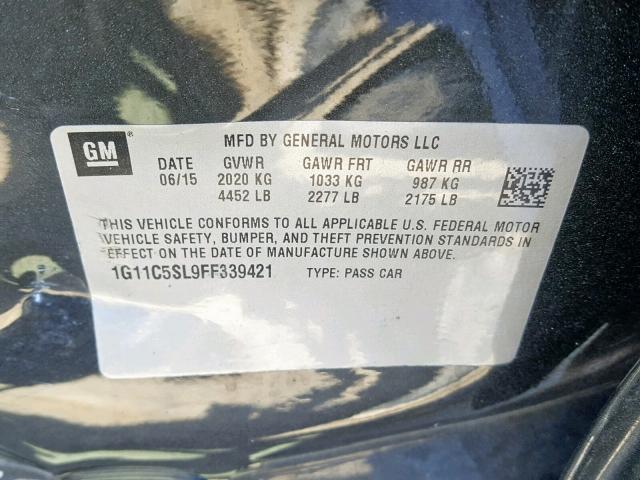 GM ® MFD BY GENERAL MOTORS LLC
DATE GVWR GAWR FRT GAWR RR
06/15 2020 KG 1033 KG 987 KG
4452 LB 2277 LB 2175 LB
THIS VEHICLE CONFORMS TO ALL APPLICABLE U.S. FEDERAL MOTOR
VEHICLE SAFETY, BUMPER, AND THEFT PREVENTION STANDARDS IN
EFFECT ON THE DATE OF MANUFACTURE SHOWN ABOVE.
1G11C5SL9FF339421 TYPE: PASS CAR